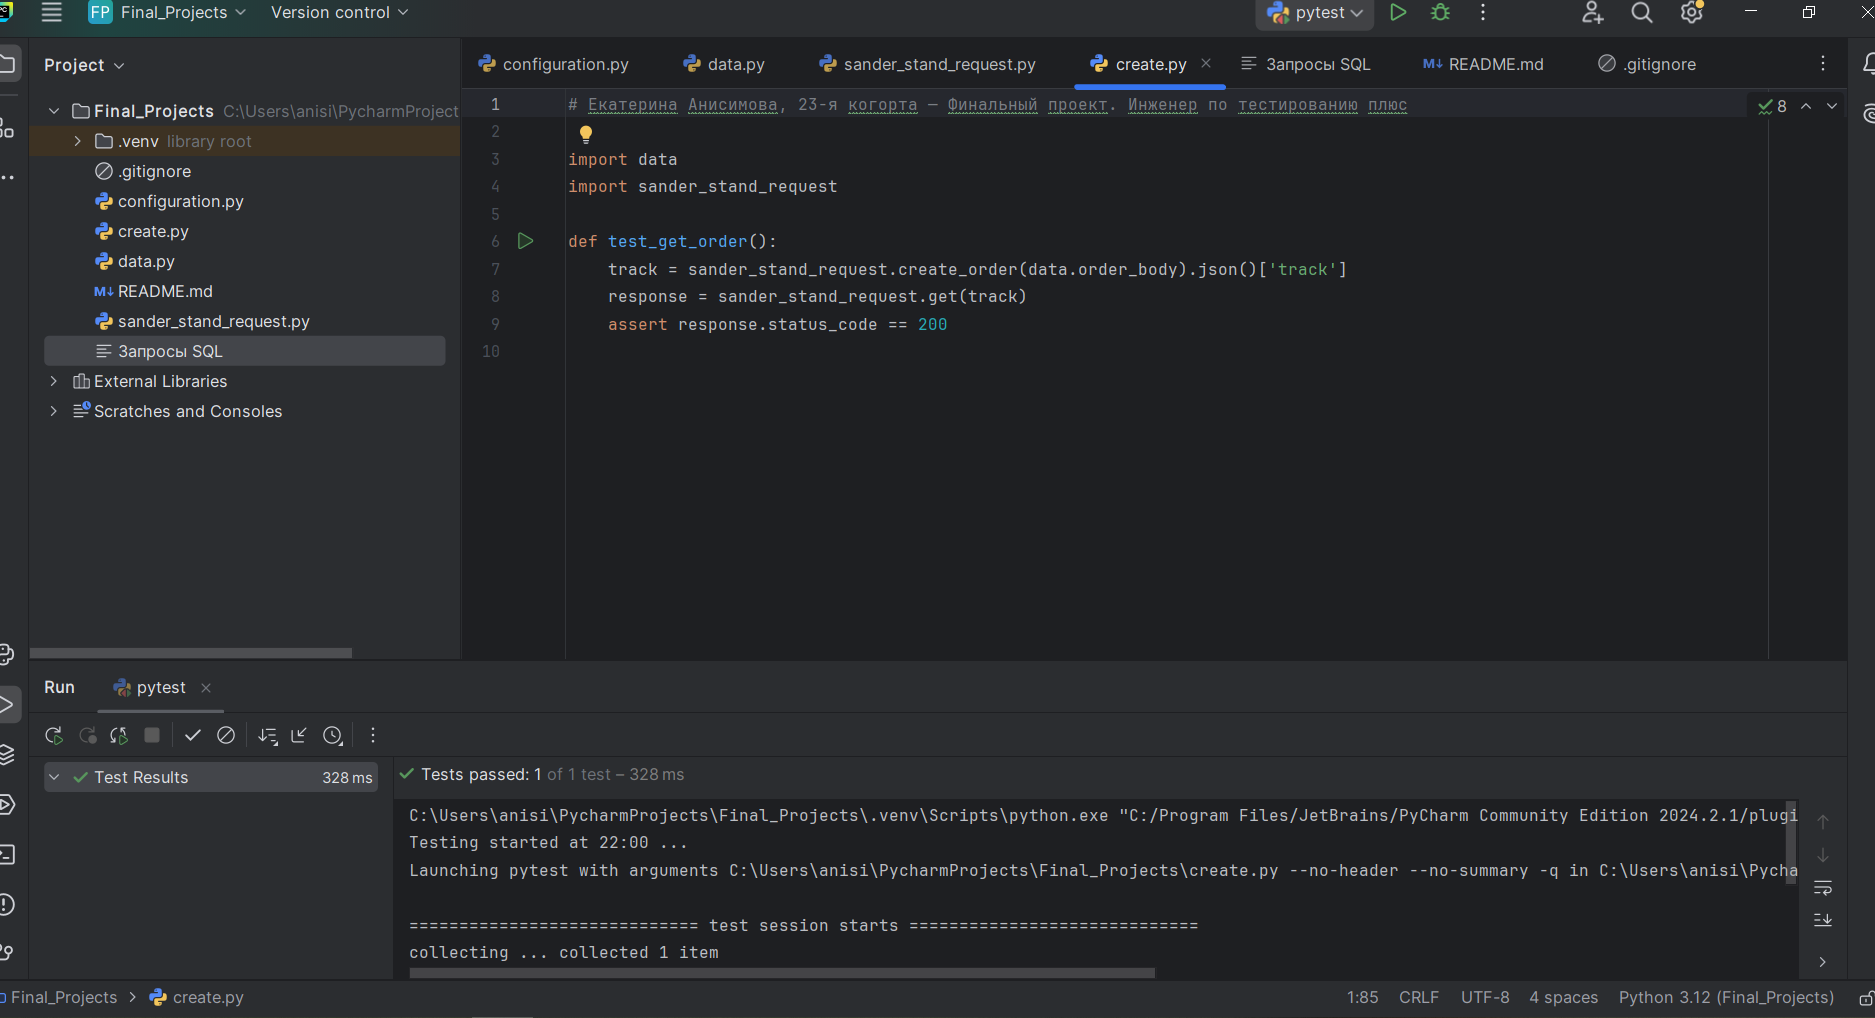 FP Final_Projects Version control pytest
Project
Final_Projects C:\Users\anisi\PycharmProject
.venv library root
.gitignore
configuration.py
create.py
data.py
M↓ README.md
sander_stand_request.py
Запросы SQL
External Libraries
Scratches and Consoles
configuration.py data.py sander_stand_request.py create.py Запросы SQL M↓ README.md .gitignore
1 # Екатерина Анисимова, 23-я когорта — Финальный проект. Инженер по тестированию плюс
8
2
3 import data
4 import sander_stand_request
5
6 def test_get_order():
7 track = sander_stand_request.create_order(data.order_body).json()['track']
8 response = sander_stand_request.get(track)
9 assert response.status_code == 200
10
Run pytest
Test Results 328 ms
Tests passed: 1 of 1 test – 328 ms
C:\Users\anisi\PycharmProjects\Final_Projects\.venv\Scripts\python.exe "C:/Program Files/JetBrains/PyCharm Community Edition 2024.2.1/plugi
Testing started at 22:00 ...
Launching pytest with arguments C:\Users\anisi\PycharmProjects\Final_Projects\create.py --no-header --no-summary -q in C:\Users\anisi\Pycha
============================= test session starts =============================
collecting ... collected 1 item
Final_Projects > create.py 1:85 CRLF UTF-8 4 spaces Python 3.12 (Final_Projects)